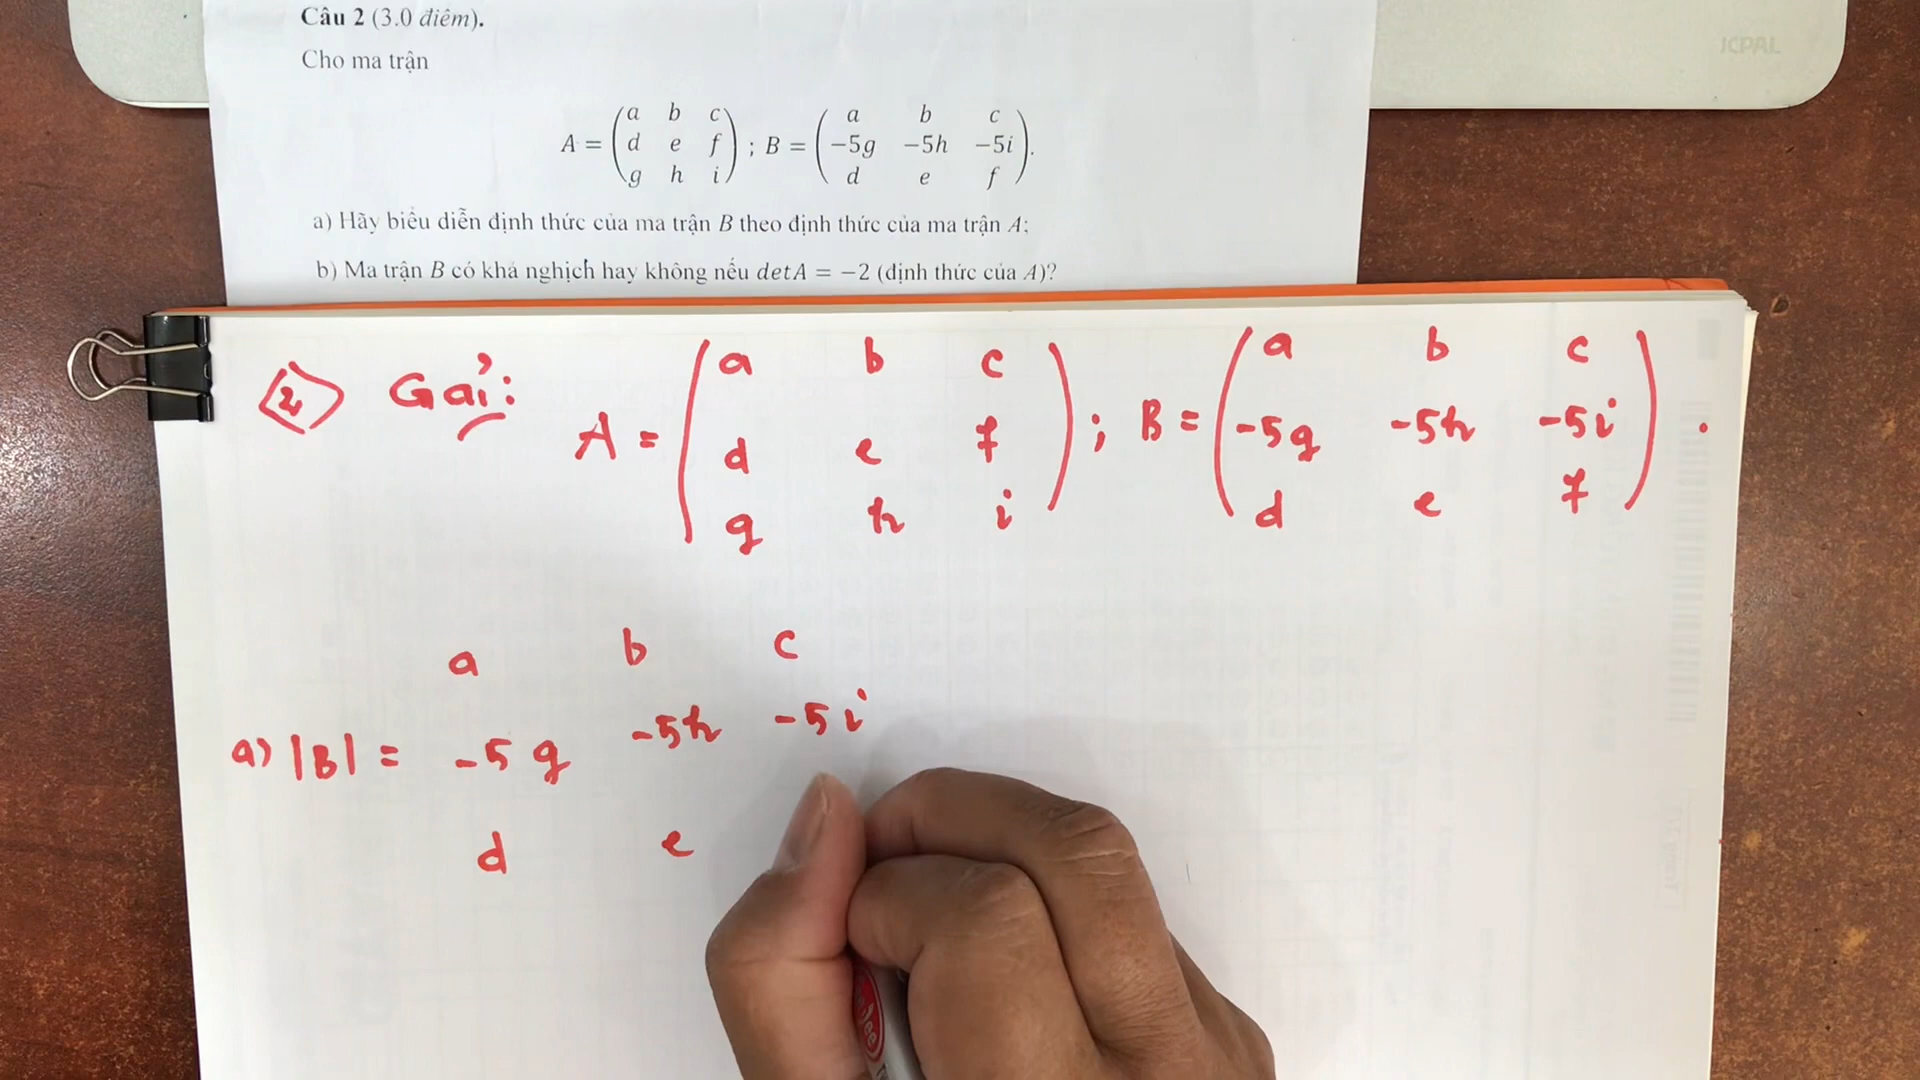 JCPAL
Câu 2 (3.0 điểm).
Cho ma trận
a b c a b c
A = d e f ; B = −5g −5h −5i .
g h i d e f
a) Hãy biểu diễn định thức của ma trận B theo định thức của ma trận A;
b) Ma trận B có khả nghịch hay không nếu detA = −2 (định thức của A)?
a b c a b c
2 Gải: A = d e f ; B = -5g -5h -5i .
g h i d e f
a b c
a) |B| = -5g -5h -5i
d e